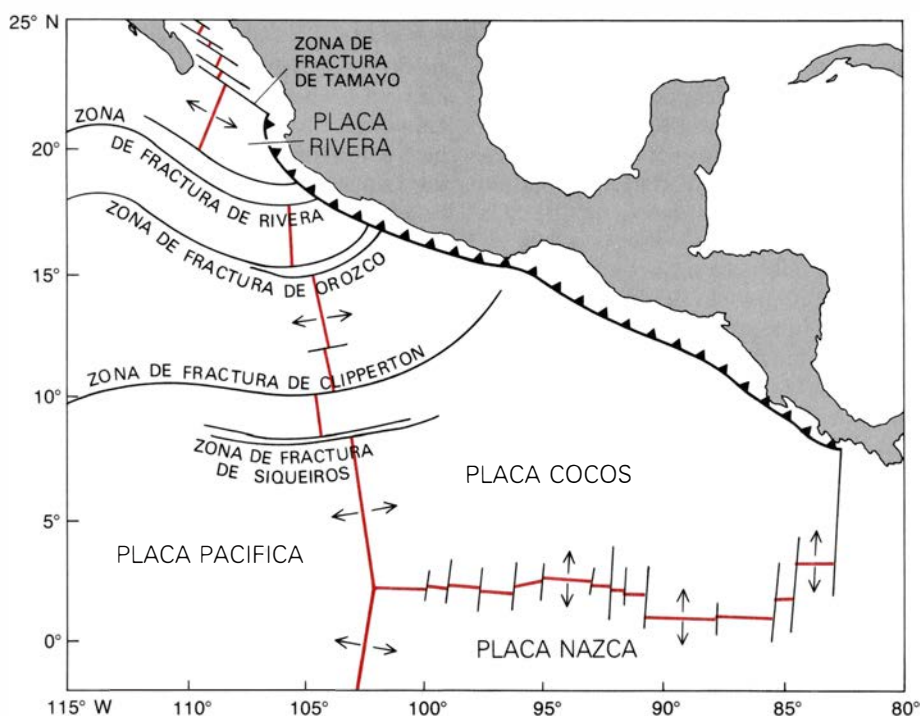 25° N
20°
15°
10°
5°
0°
ZONA DE
FRACTURA
DE TAMAYO
PLACA
RIVERA
ZONA
DE FRACTURA DE RIVERA
ZONA DE FRACTURA DE OROZCO
ZONA DE FRACTURA DE CLIPPERTON
ZONA DE FRACTURA
DE SIQUEIROS
PLACA COCOS
PLACA PACIFICA
PLACA NAZCA
115° W 110° 105° 100° 95° 90° 85° 80°